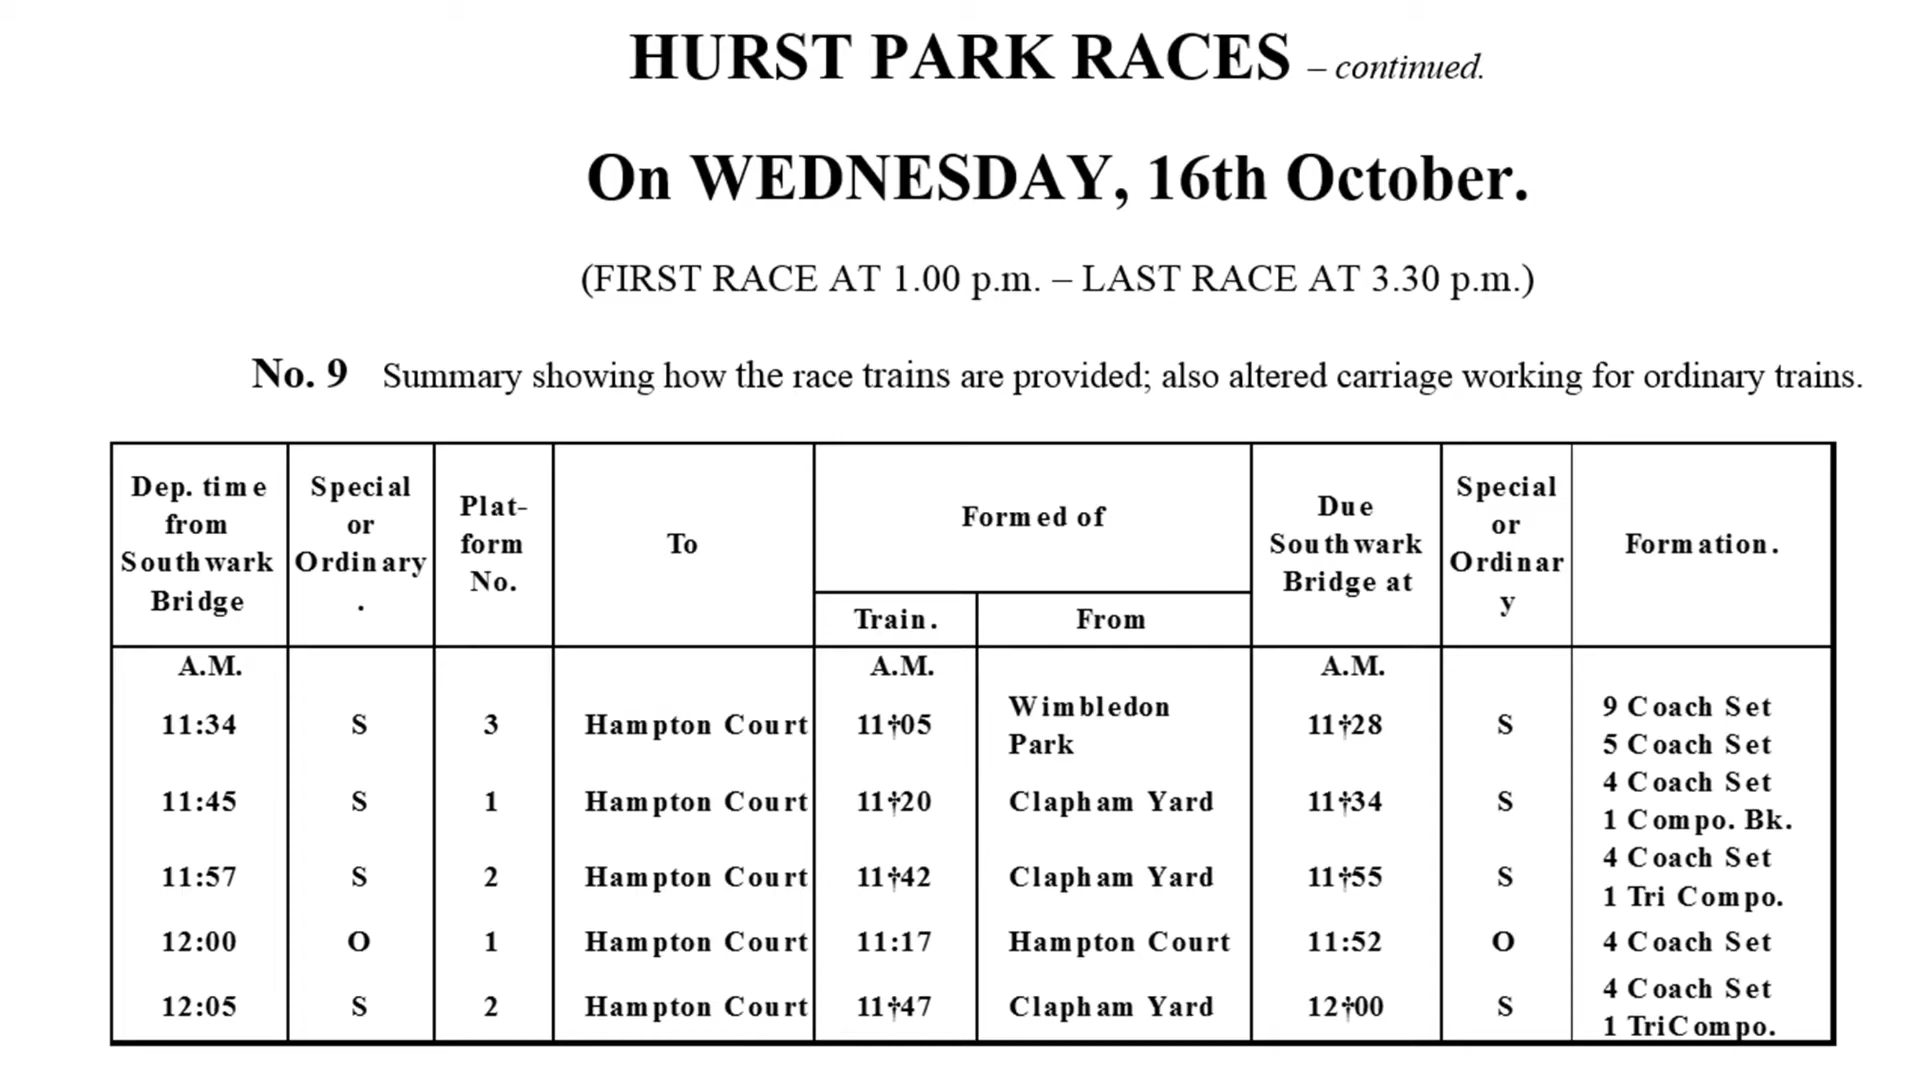 HURST PARK RACES – continued.
On WEDNESDAY, 16th October.
(FIRST RACE AT 1.00 p.m. – LAST RACE AT 3.30 p.m.)
No. 9 Summary showing how the race trains are provided; also altered carriage working for ordinary trains.
Dep. time from Southwark Bridge
Special or Ordinary .
Plat-form No.
To
Formed of
Train.
From
Due Southwark Bridge at
Special or Ordinar y
Formation.
A.M. A.M. A.M.
11:34 S 3 Hampton Court 11†05 Wimbledon Park 11†28 S 9 Coach Set 5 Coach Set
11:45 S 1 Hampton Court 11†20 Clapham Yard 11†34 S 4 Coach Set 1 Compo. Bk.
11:57 S 2 Hampton Court 11†42 Clapham Yard 11†55 S 4 Coach Set 1 Tri Compo.
12:00 O 1 Hampton Court 11:17 Hampton Court 11:52 O 4 Coach Set
12:05 S 2 Hampton Court 11†47 Clapham Yard 12†00 S 4 Coach Set 1 TriCompo.